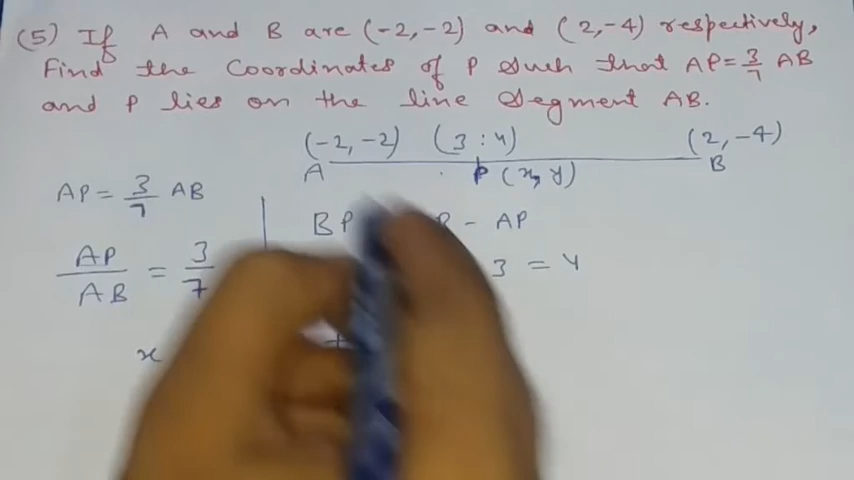 (5) If A and B are (-2,-2) and (2,-4) respectively,
Find the Coordinates of P Such that AP = 3/7 AB
and P lies on the line Segment AB.
(-2,-2) (3:4) (2,-4)
A P (x, y) B
AP = 3/7 AB
AP/AB = 3/7
BP - AP
3 = 4
x +